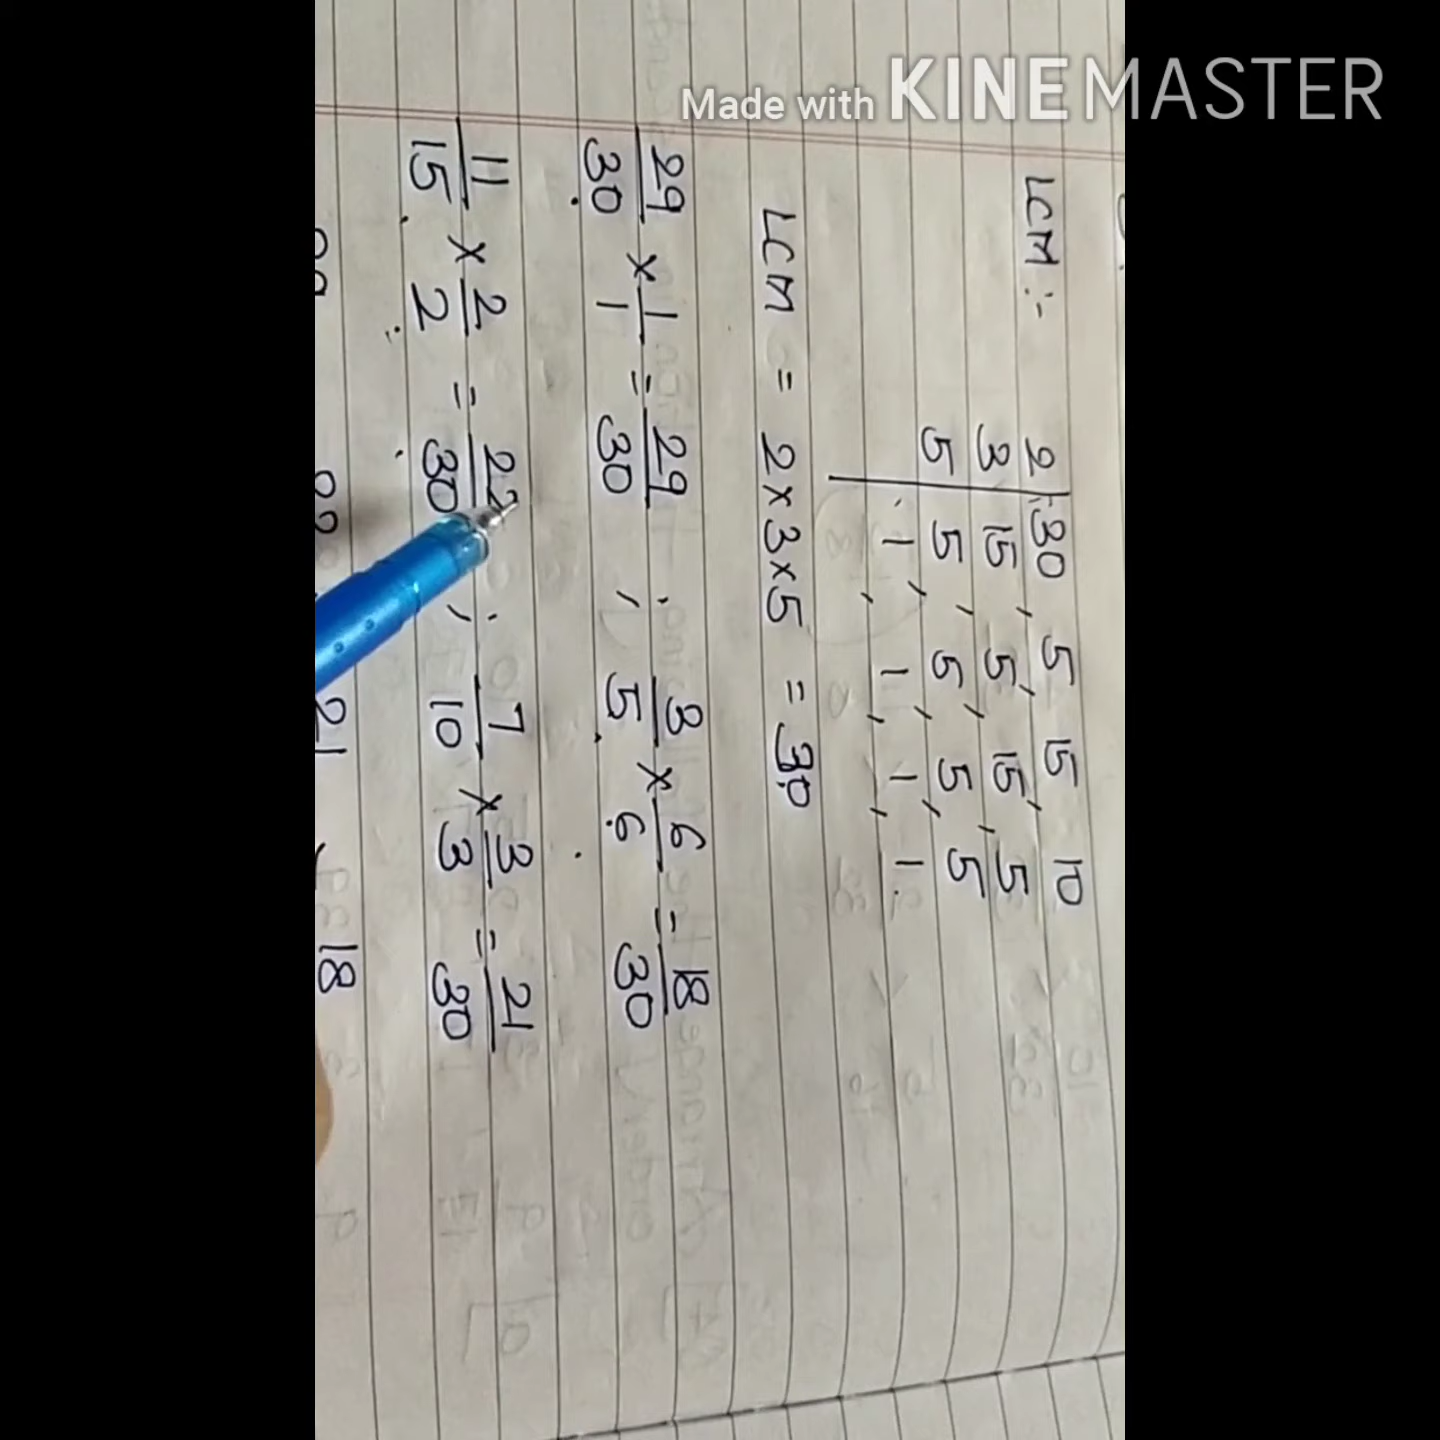 Made with KINEMASTER
LCM :-
2 30, 5, 15, 10
3 15, 5, 15, 5
5 5, 5, 5, 5
1, 1, 1, 1
LCM = 2 × 3 × 5 = 30
29/30 × 1/1 = 29/30 , 3/5 × 6/6 = 18/30
11/15 × 2/2 = 22/30 , 7/10 × 3/3 = 21/30
21 18